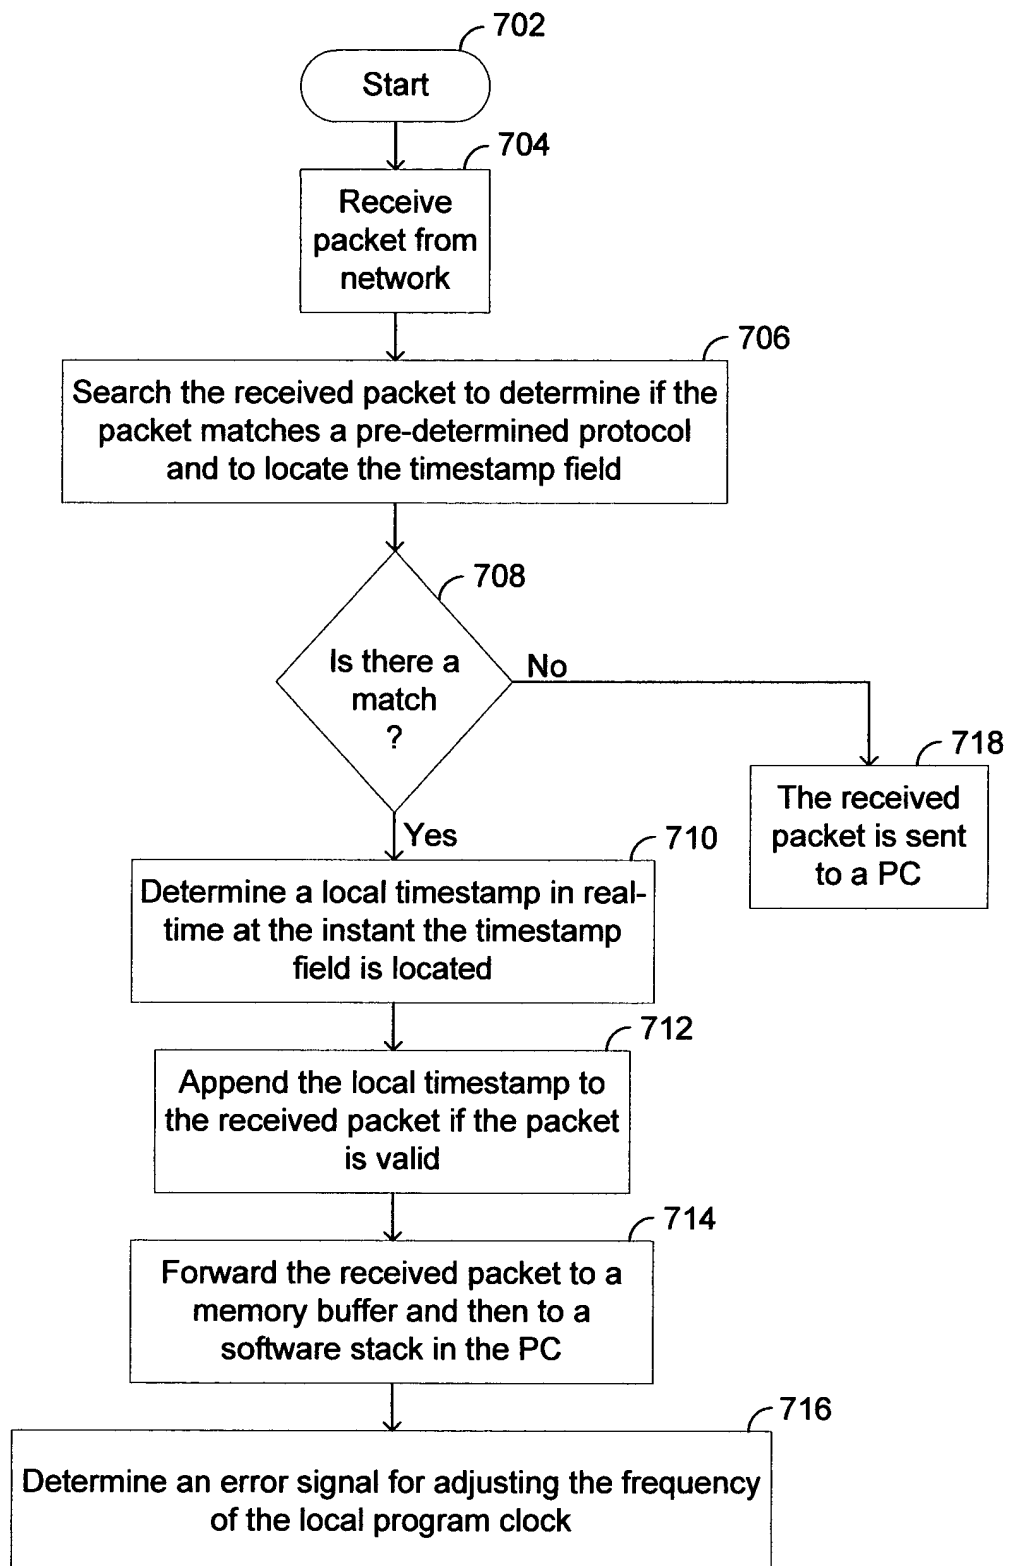 702
Start
704
Receive
packet from
network
706
Search the received packet to determine if the
packet matches a pre-determined protocol
and to locate the timestamp field
708
Is there a
match
?
No
718
The received
packet is sent
to a PC
Yes
710
Determine a local timestamp in real-
time at the instant the timestamp
field is located
712
Append the local timestamp to
the received packet if the packet
is valid
714
Forward the received packet to a
memory buffer and then to a
software stack in the PC
716
Determine an error signal for adjusting the frequency
of the local program clock